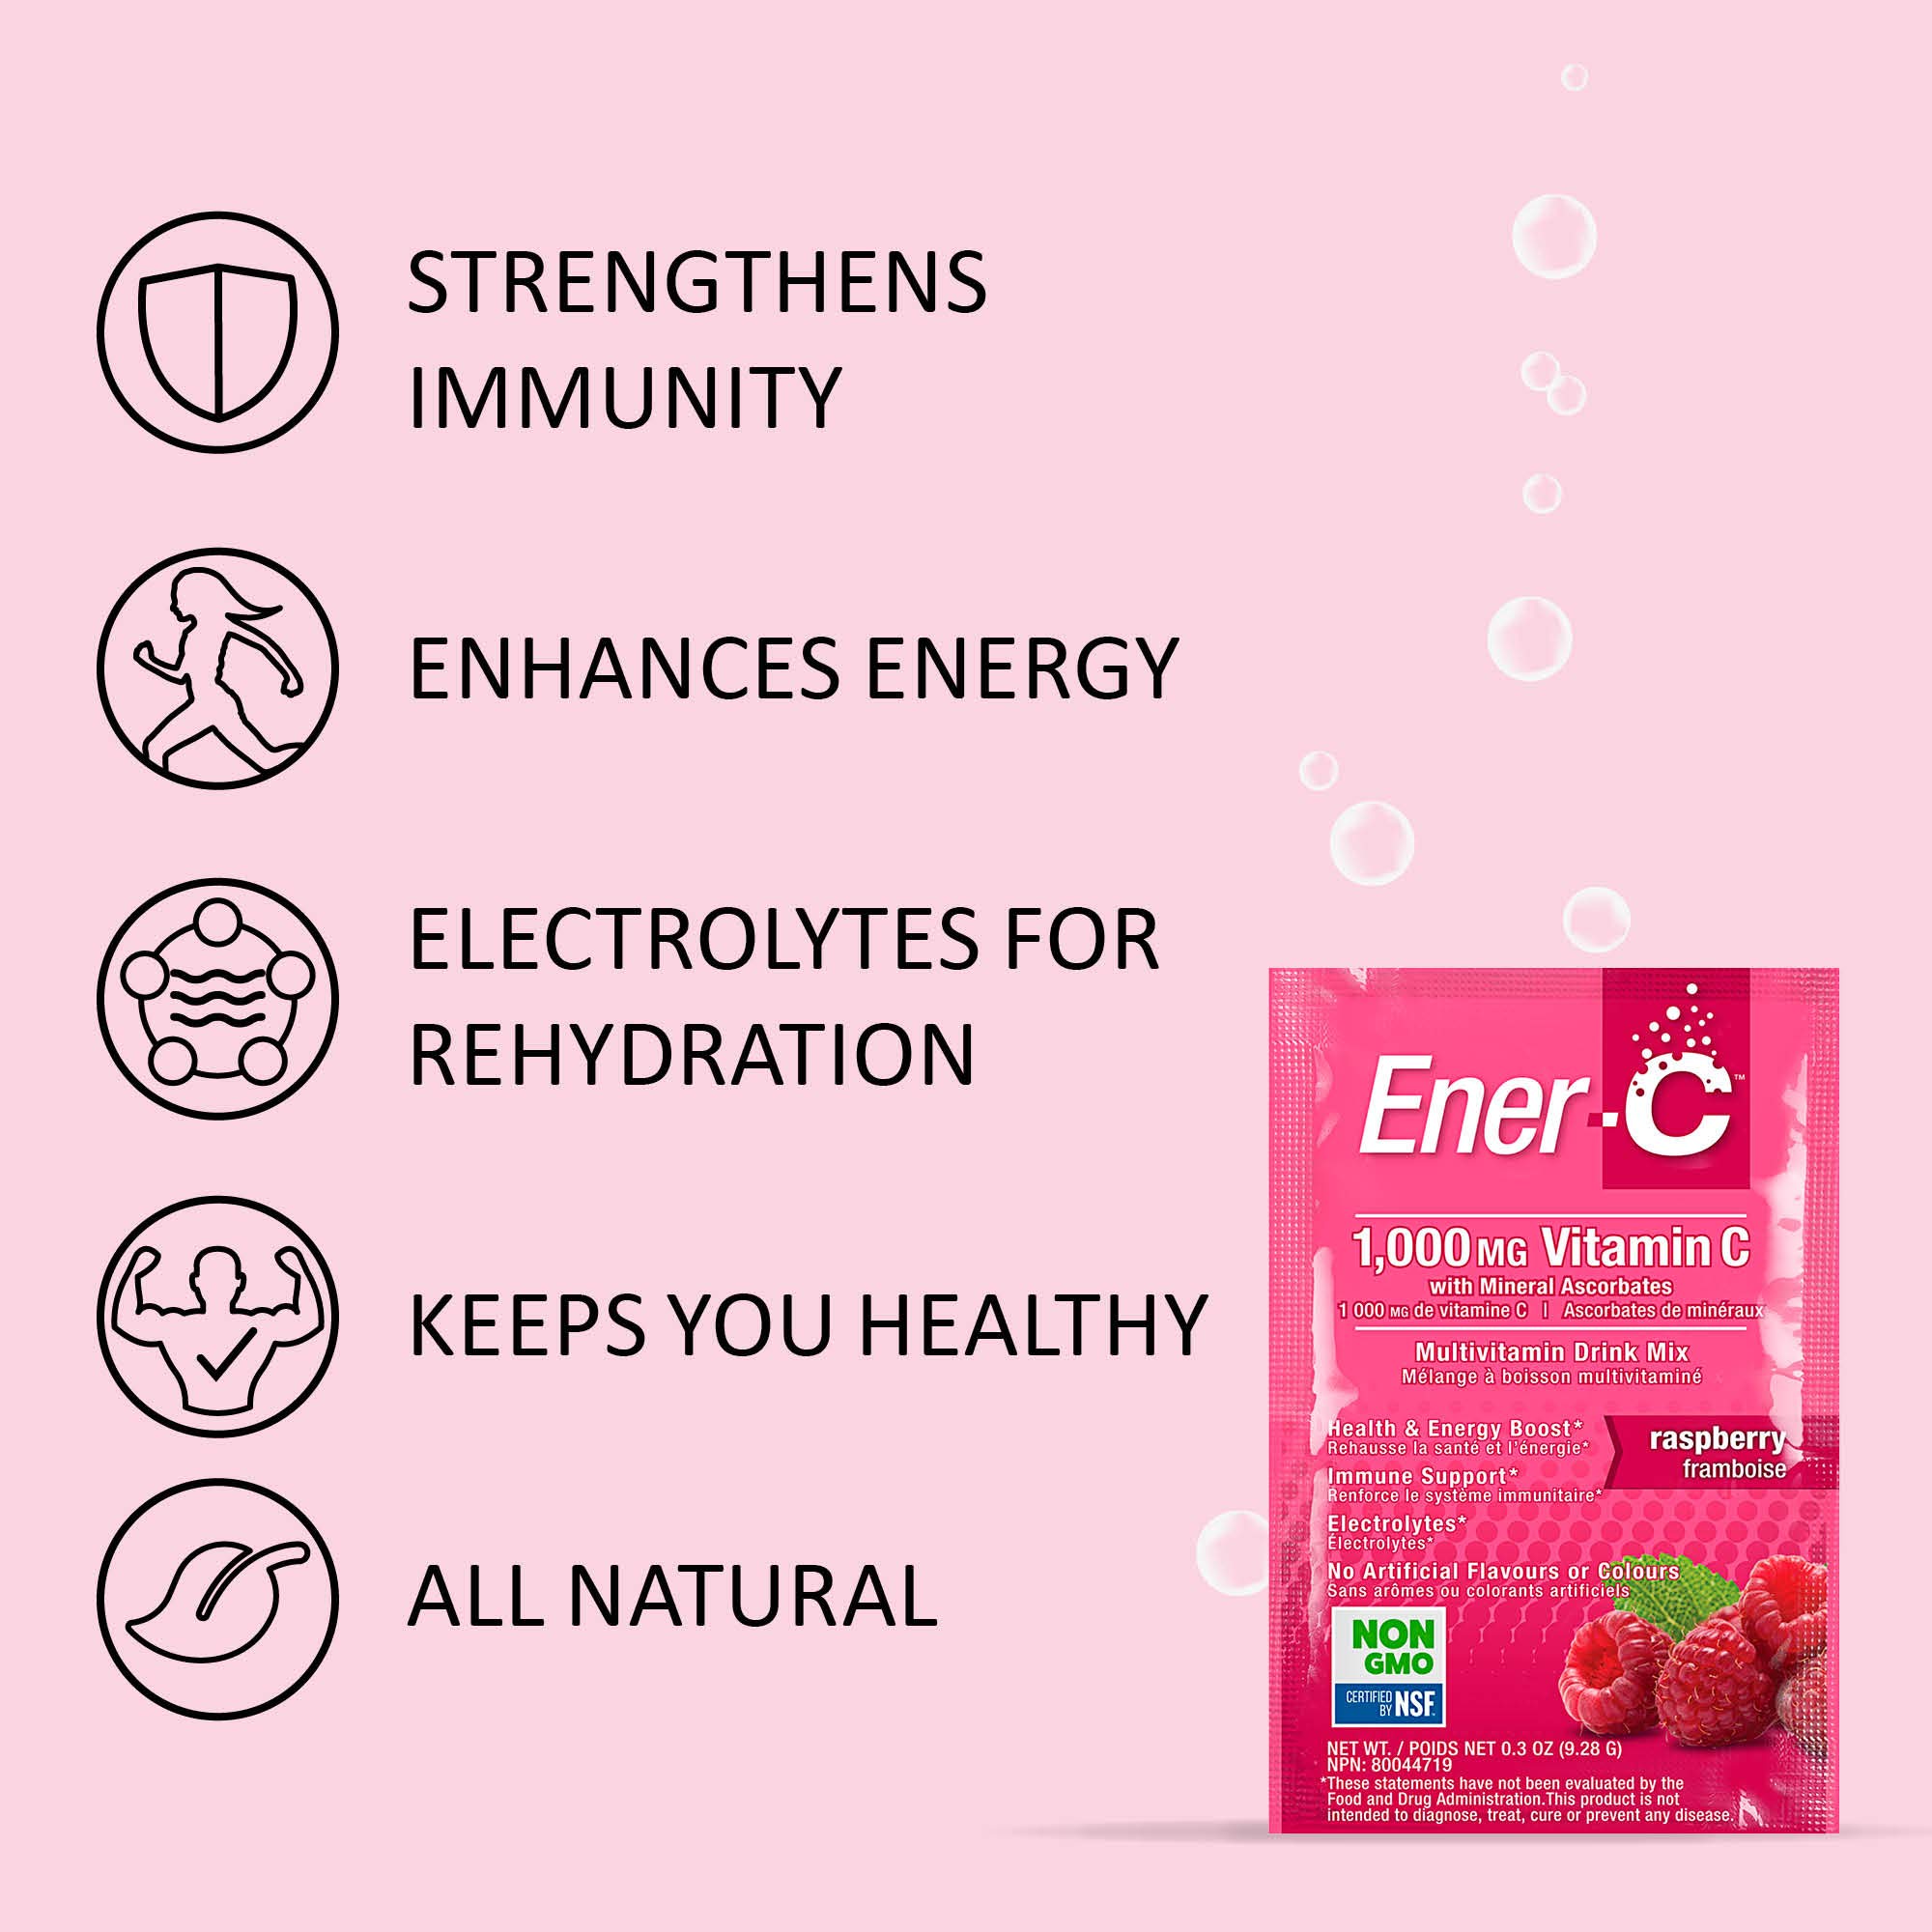 STRENGTHENS
IMMUNITY
ENHANCES ENERGY
ELECTROLYTES FOR
REHYDRATION
KEEPS YOU HEALTHY
ALL NATURAL
Ener-C™
1,000 MG Vitamin C
with Mineral Ascorbates
1 000 MG de vitamine C | Ascorbates de minéraux
Multivitamin Drink Mix
Mélange à boisson multivitaminé
Health & Energy Boost*
Rehausse la santé et l'énergie*
raspberry
framboise
Immune Support*
Renforce le système immunitaire*
Electrolytes*
Électrolytes*
No Artificial Flavours or Colours
Sans arômes ou colorants artificiels
NON
GMO
CERTIFIED
BY NSF
NET WT. / POIDS NET 0.3 OZ (9.28 G)
NPN: 80044719
*These statements have not been evaluated by the
Food and Drug Administration.This product is not
intended to diagnose, treat, cure or prevent any disease.